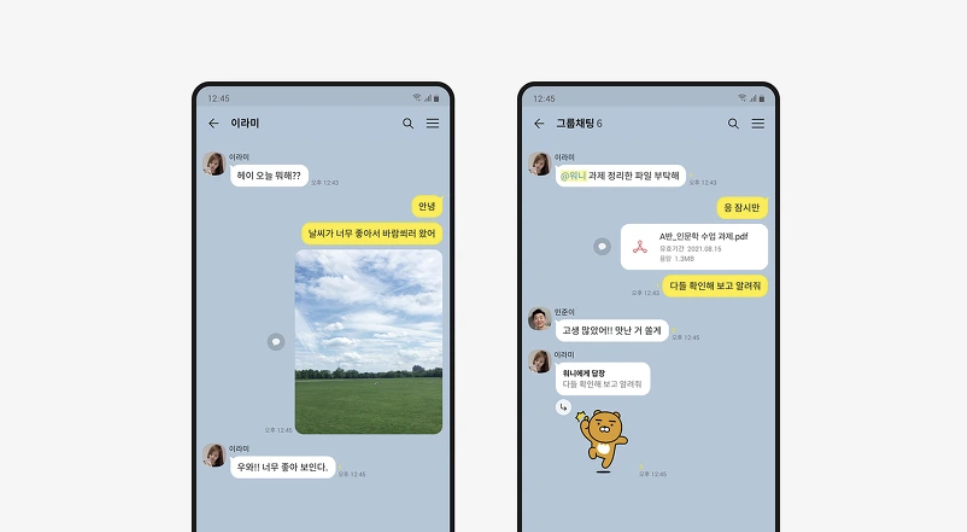 12:45
이라미
이라미
헤이 오늘 뭐해??
오후 12:43
안녕
날씨가 너무 좋아서 바람쐬러 왔어
오후 12:45
이라미
우와!! 너무 좋아 보인다.
오후 12:45
12:45
그룹채팅 6
이라미
@워니 과제 정리한 파일 부탁해
오후 12:43
응 잠시만
A반_인문학 수업 과제.pdf
유효기간 2021.08.15
용량 1.3MB
다들 확인해 보고 알려줘
오후 12:43
민준이
고생 많았어!! 맛난 거 쏠게
오후 12:45
이라미
워니에게 답장
다들 확인해 보고 알려줘
오후 12:45